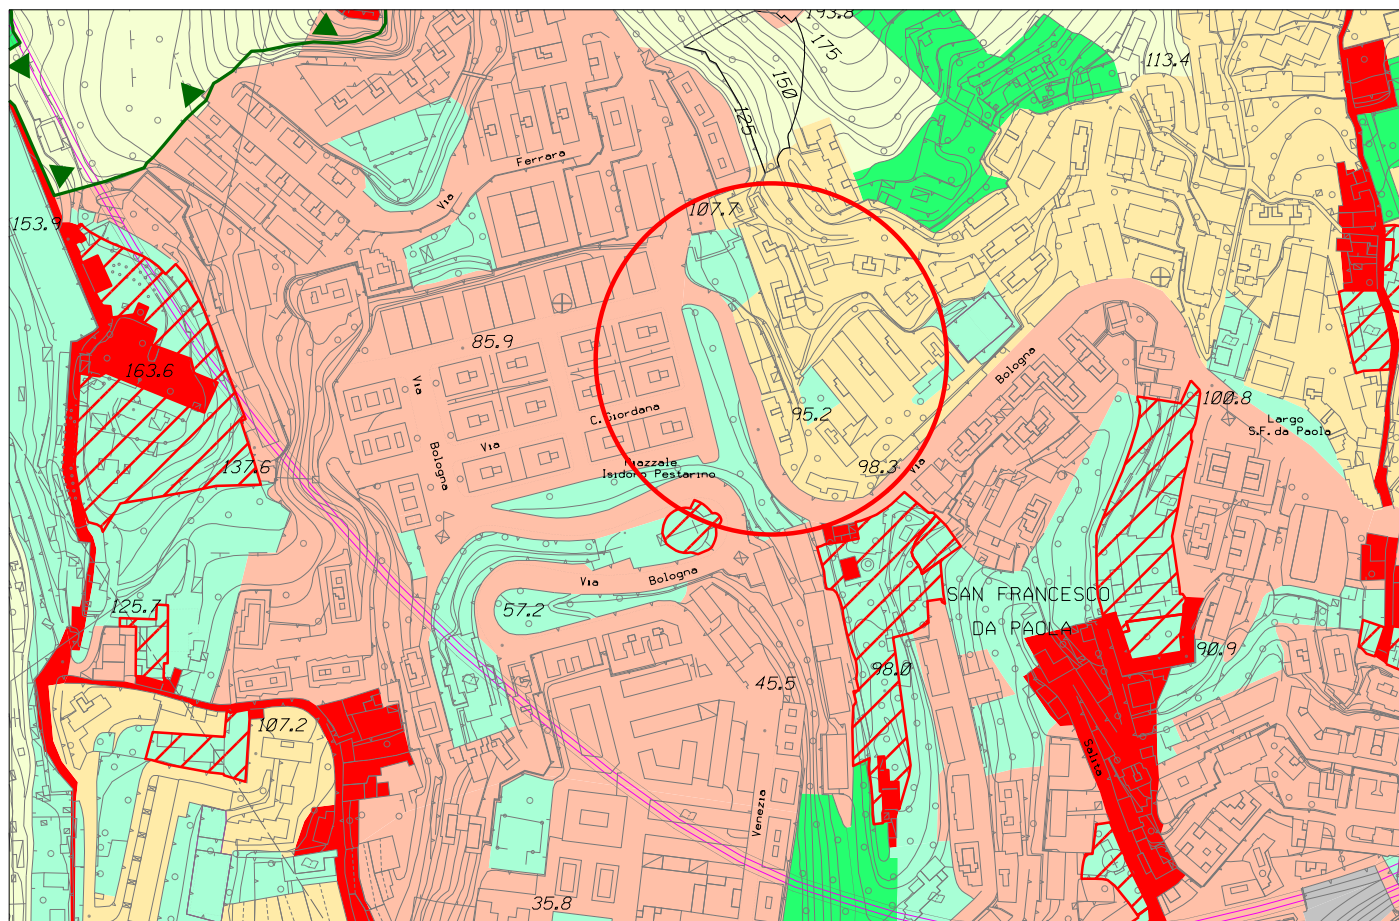 193.8
175
113.4
150
125
Ferrara
Via
107.7
153.9
85.9
163.6
Via
Bologna
C. Giordana
100.8
95.2
Largo
S.F. da Paola
Via
Bologna
Piazzale
Isidoro Pestarino
137.6
98.3
Via
Bologna
Via
Bologna
SAN FRANCESCO
DA PAOLA
125.7
57.2
90.9
98.0
45.5
107.2
Salita
Venezia
35.8